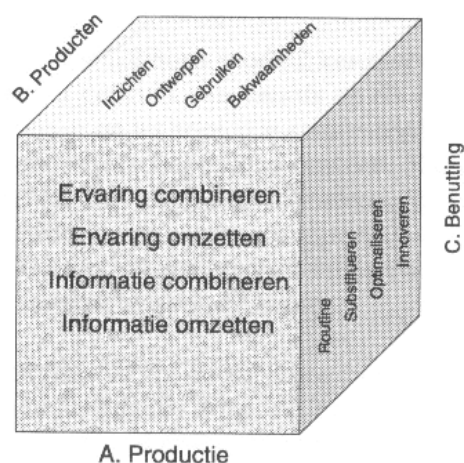 B. Producten
Inzichten
Ontwerpen
Gebruiken
Bekwaamheden
Ervaring combineren
Ervaring omzetten
Informatie combineren
Informatie omzetten
Routine
Substitueren
Optimaliseren
Innoveren
C. Benutting
A. Productie